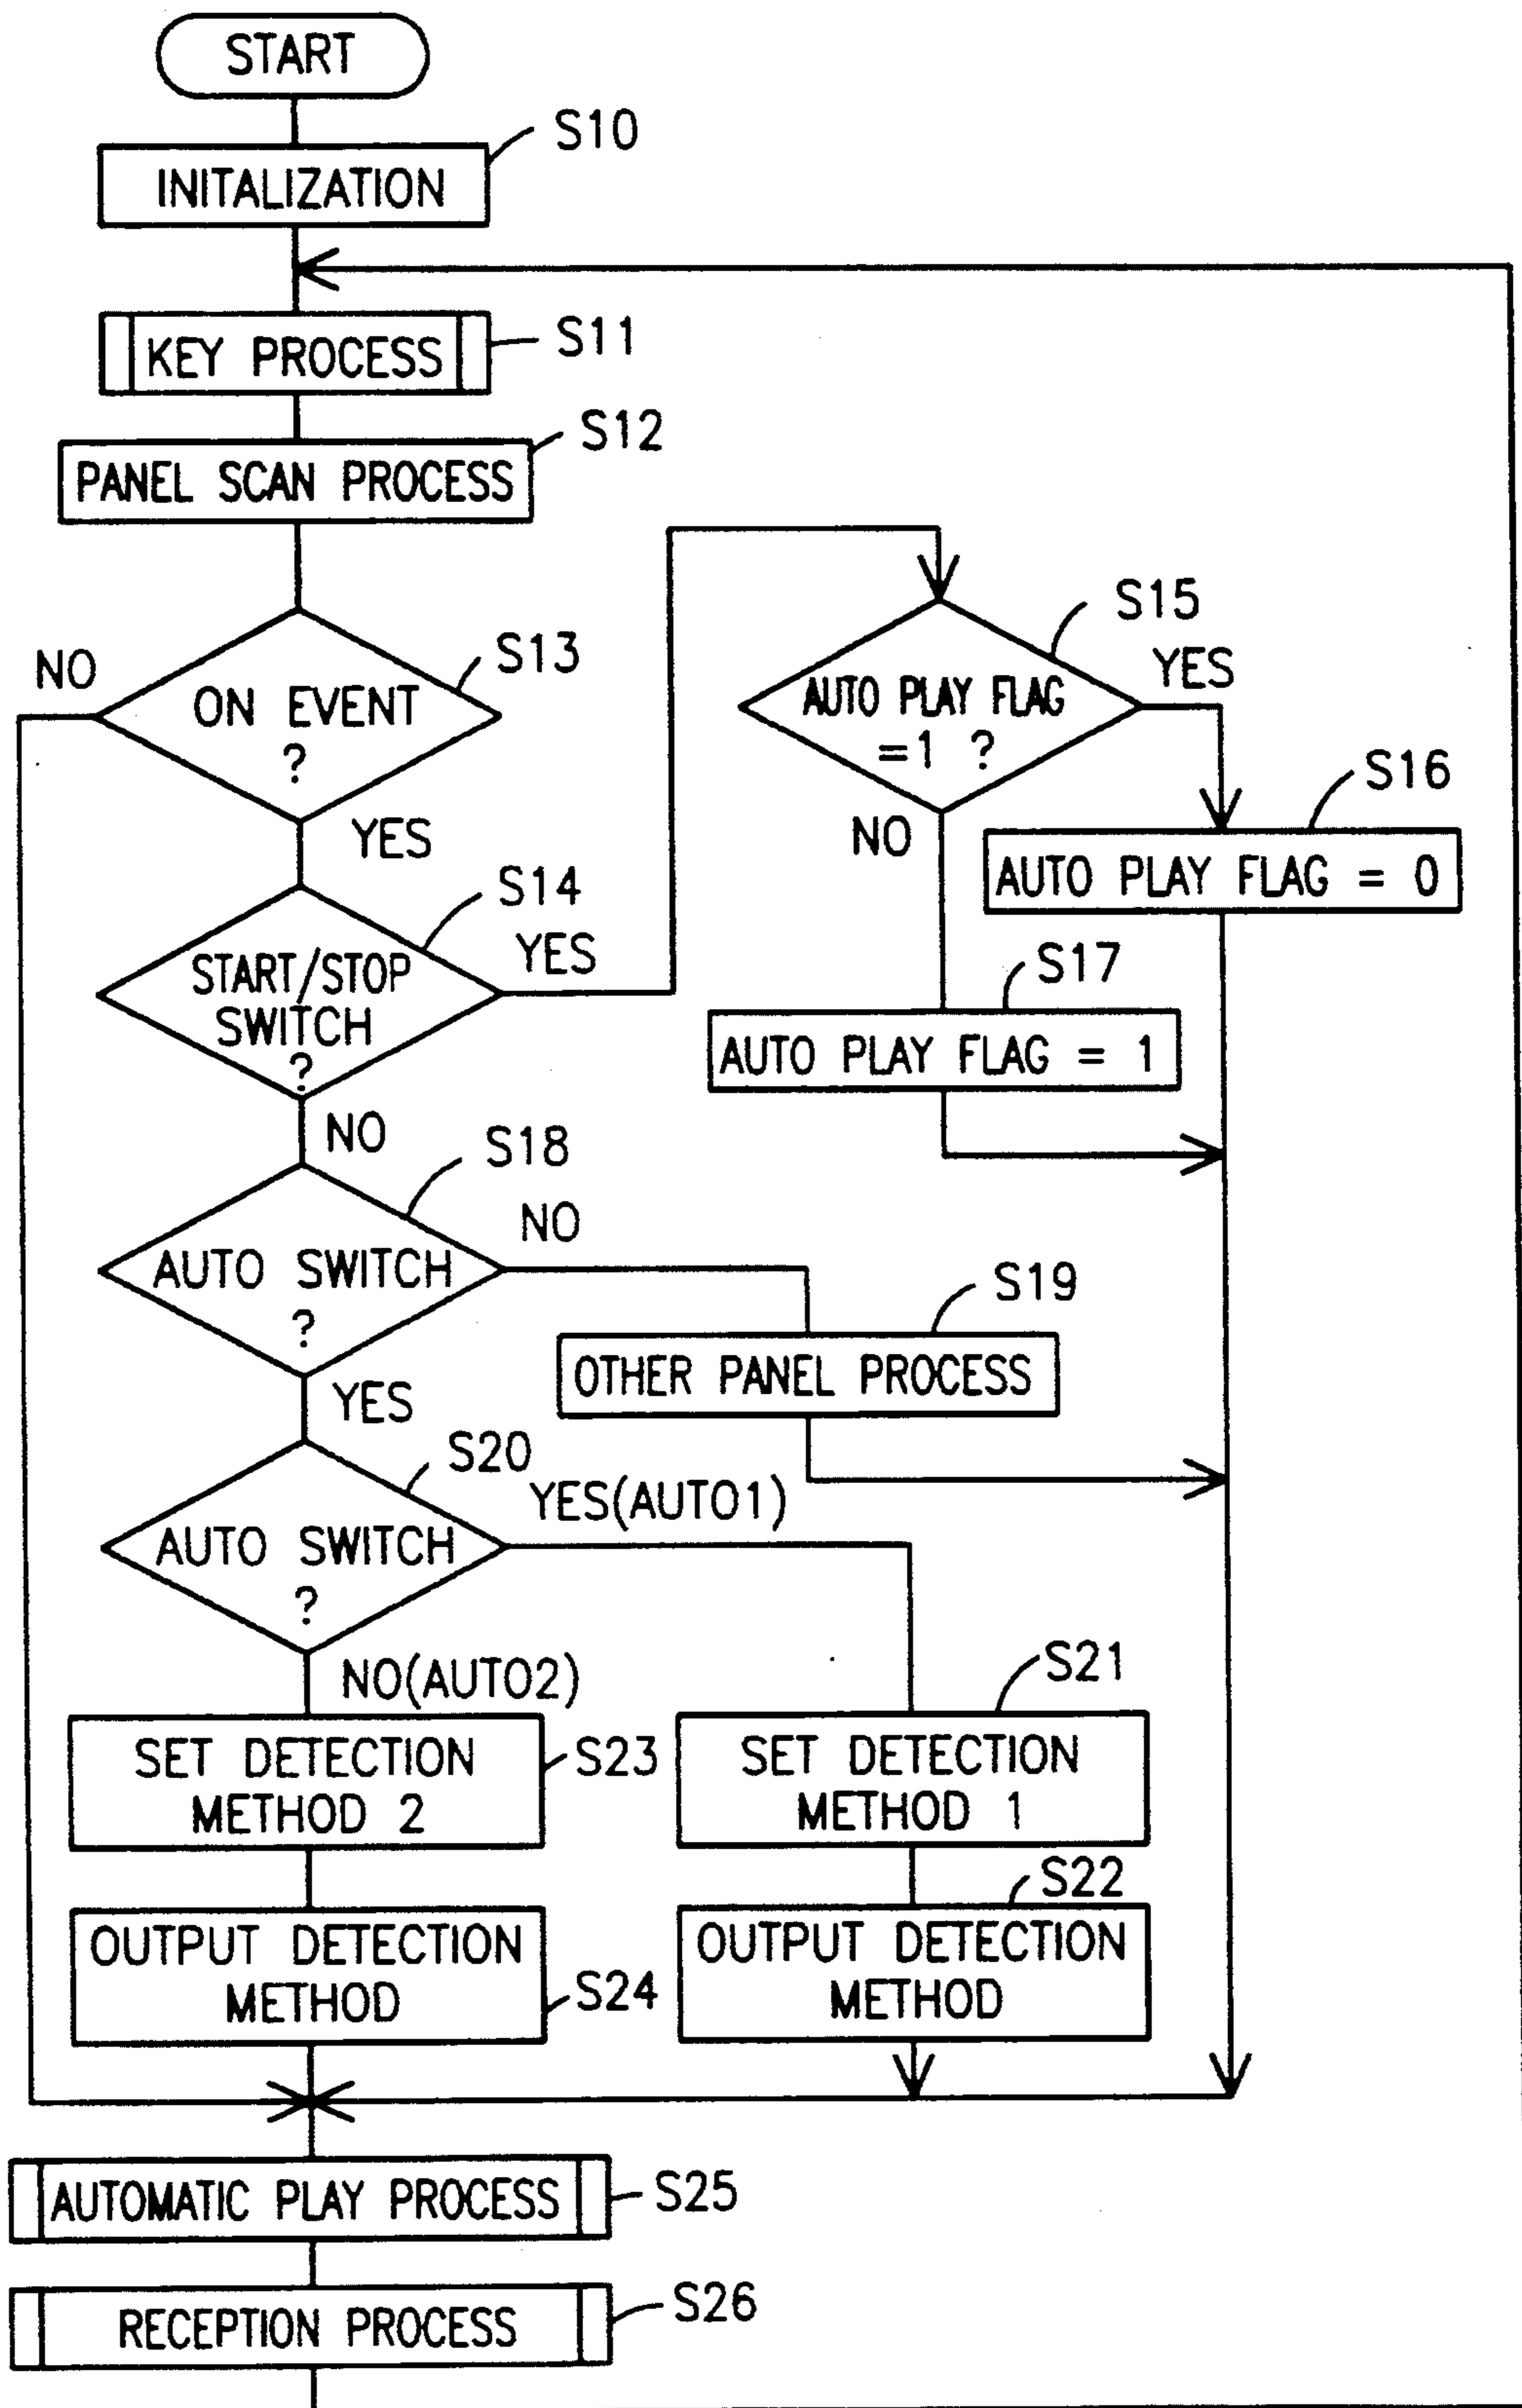 START
S10
INITALIZATION
S11
KEY PROCESS
S12
PANEL SCAN PROCESS
S13
NO
ON EVENT
?
YES
S14
START/STOP
SWITCH
?
YES
NO
S15
AUTO PLAY FLAG
=1 ?
YES
NO
S16
AUTO PLAY FLAG = 0
S17
AUTO PLAY FLAG = 1
S18
AUTO SWITCH
?
NO
YES
S19
OTHER PANEL PROCESS
S20
AUTO SWITCH
?
YES(AUTO1)
NO(AUTO2)
S21
SET DETECTION
METHOD 1
S22
OUTPUT DETECTION
METHOD
S23
SET DETECTION
METHOD 2
S24
OUTPUT DETECTION
METHOD
S25
AUTOMATIC PLAY PROCESS
S26
RECEPTION PROCESS